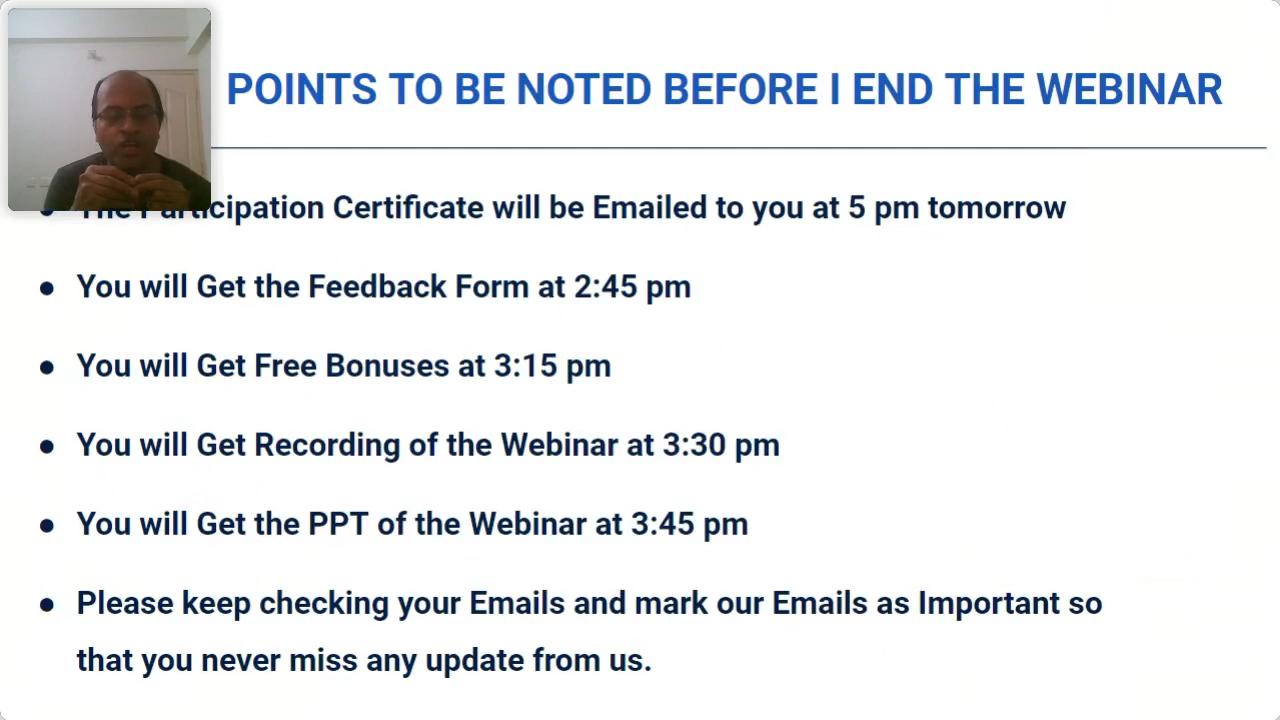 POINTS TO BE NOTED BEFORE I END THE WEBINAR
The Participation Certificate will be Emailed to you at 5 pm tomorrow
You will Get the Feedback Form at 2:45 pm
You will Get Free Bonuses at 3:15 pm
You will Get Recording of the Webinar at 3:30 pm
You will Get the PPT of the Webinar at 3:45 pm
Please keep checking your Emails and mark our Emails as Important so
that you never miss any update from us.